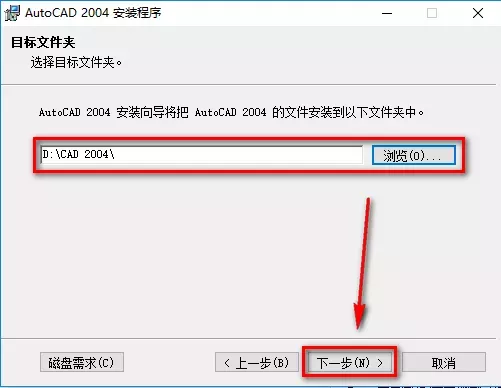 AutoCAD 2004 安装程序
目标文件夹
选择目标文件夹。
AutoCAD 2004 安装向导将把 AutoCAD 2004 的文件安装到以下文件夹中。
D:\CAD 2004\ 浏览(O)...
磁盘需求(C) < 上一步(B) 下一步(N) > 取消